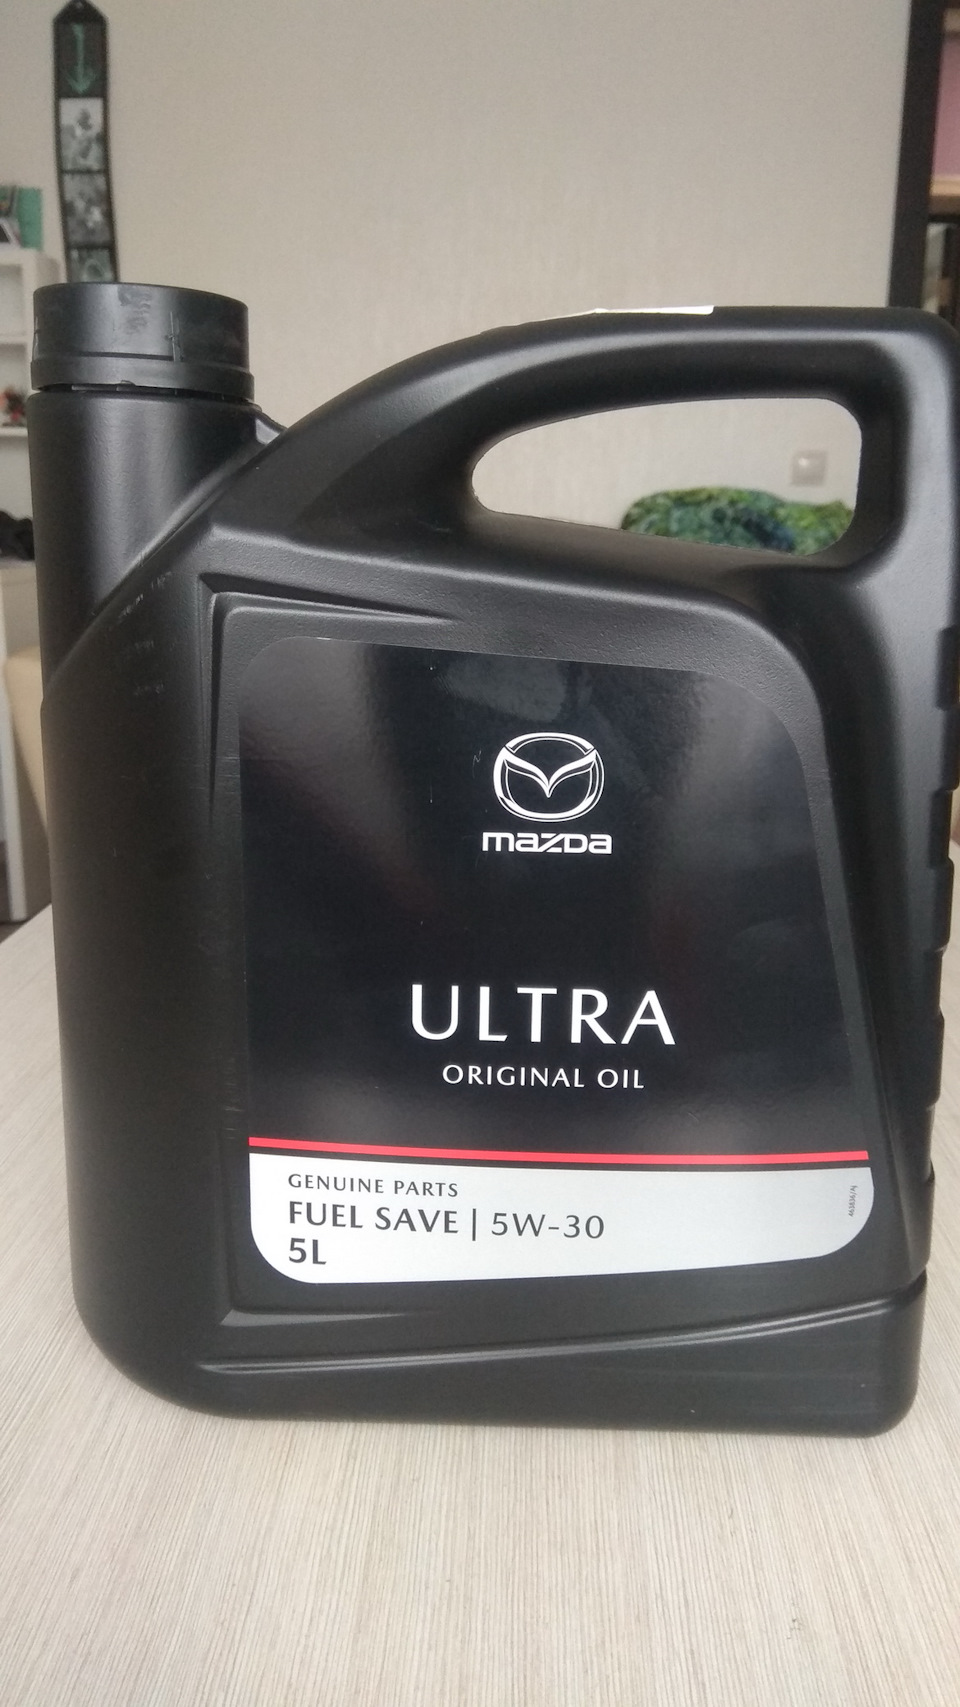 mazda
ULTRA
ORIGINAL OIL
GENUINE PARTS
FUEL SAVE | 5W-30
5L